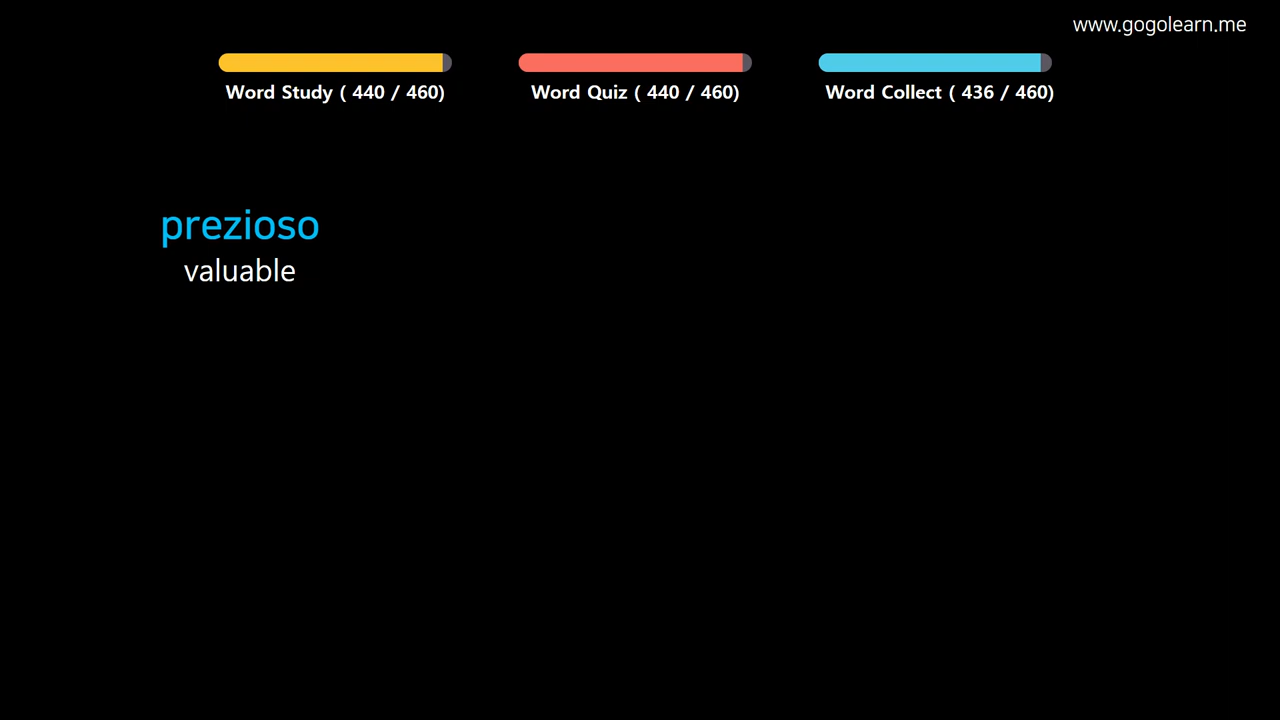 www.gogolearn.me
Word Study ( 440 / 460)
Word Quiz ( 440 / 460)
Word Collect ( 436 / 460)
prezioso
valuable